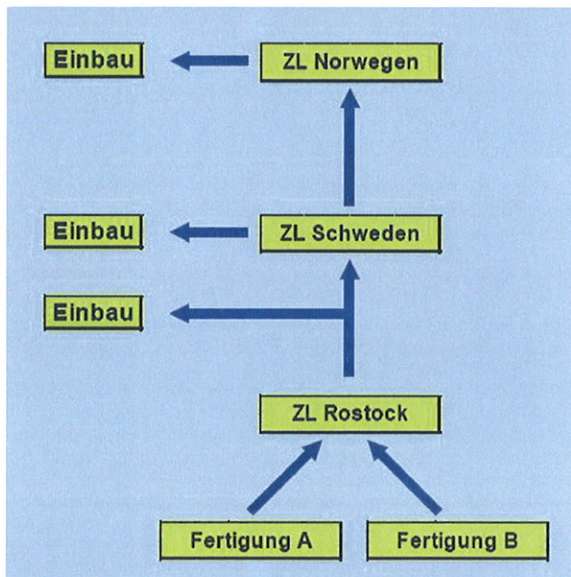 Einbau
ZL Norwegen
Einbau
ZL Schweden
Einbau
ZL Rostock
Fertigung A
Fertigung B